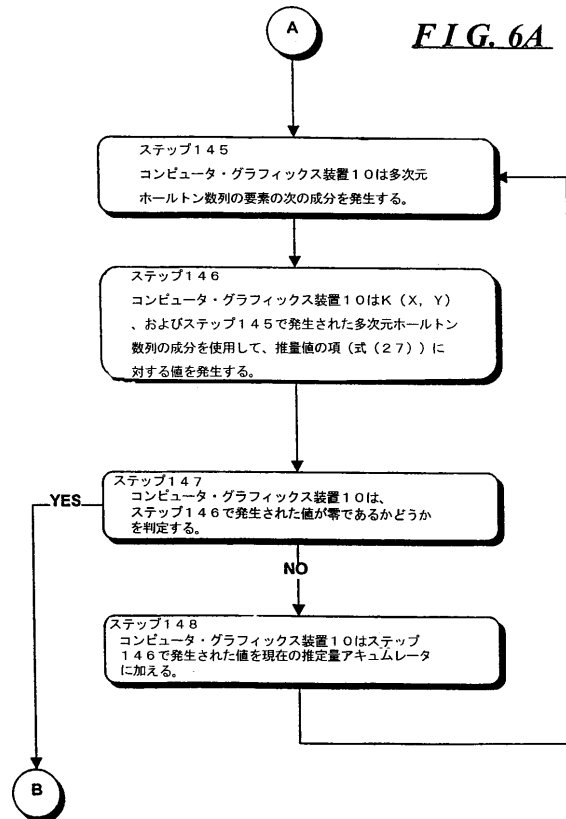 A
FIG. 6A
ステップ145
コンピュータ・グラフィックス装置10は多次元
ホールトン数列の要素の次の成分を発生する。
ステップ146
コンピュータ・グラフィックス装置10はK(X, Y)
、およびステップ145で発生された多次元ホールトン
数列の成分を使用して、推量値の項(式(27))に
対する値を発生する。
ステップ147
コンピュータ・グラフィックス装置10は、
ステップ146で発生された値が零であるかどうか
を判定する。
YES
NO
ステップ148
コンピュータ・グラフィックス装置10はステップ
146で発生された値を現在の推定量アキュムレータ
に加える。
B